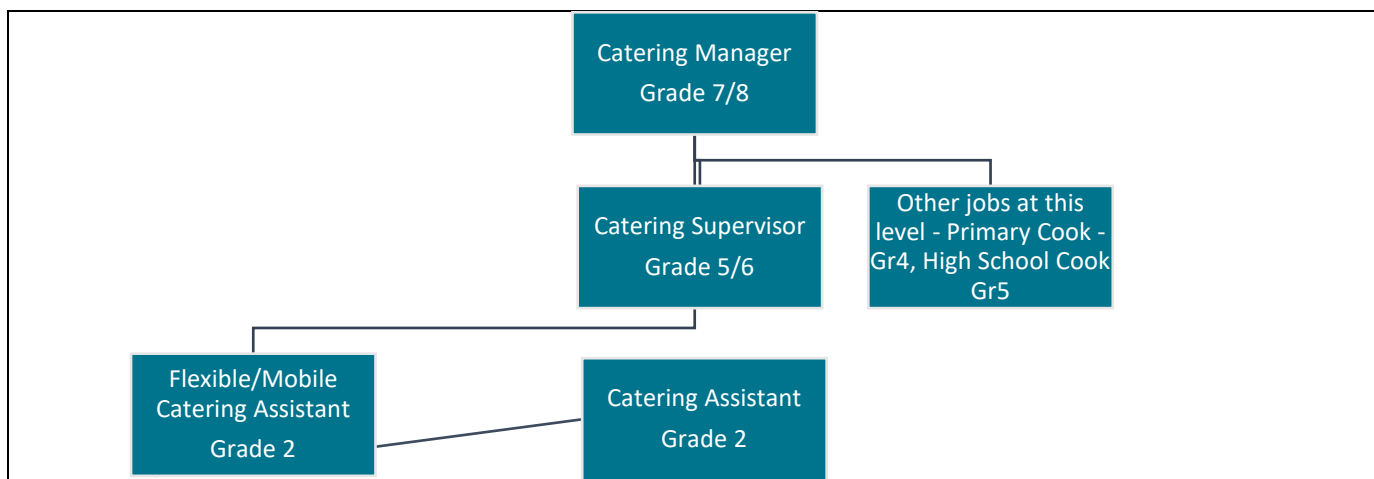 Catering Manager
Grade 7/8
Catering Supervisor
Grade 5/6
Other jobs at this
level - Primary Cook -
Gr4, High School Cook
Gr5
Flexible/Mobile
Catering Assistant
Grade 2
Catering Assistant
Grade 2